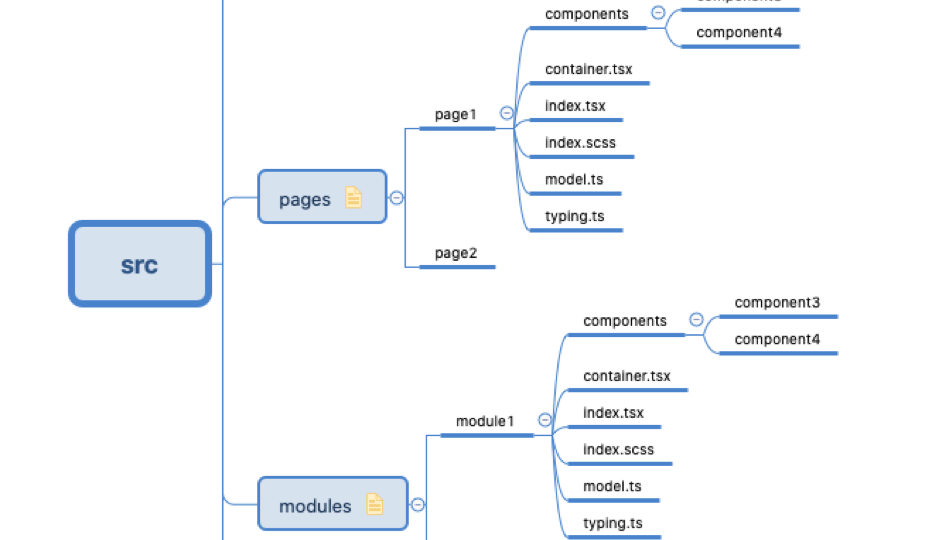 src
pages
page1
components
component4
container.tsx
index.tsx
index.scss
model.ts
typing.ts
page2
modules
module1
components
component3
component4
container.tsx
index.tsx
index.scss
model.ts
typing.ts